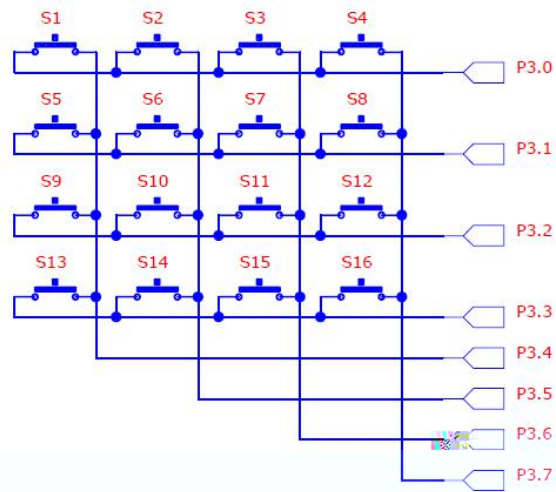 S1 S2 S3 S4
P3.0
S5 S6 S7 S8
P3.1
S9 S10 S11 S12
P3.2
S13 S14 S15 S16
P3.3
P3.4
P3.5
P3.6
P3.7